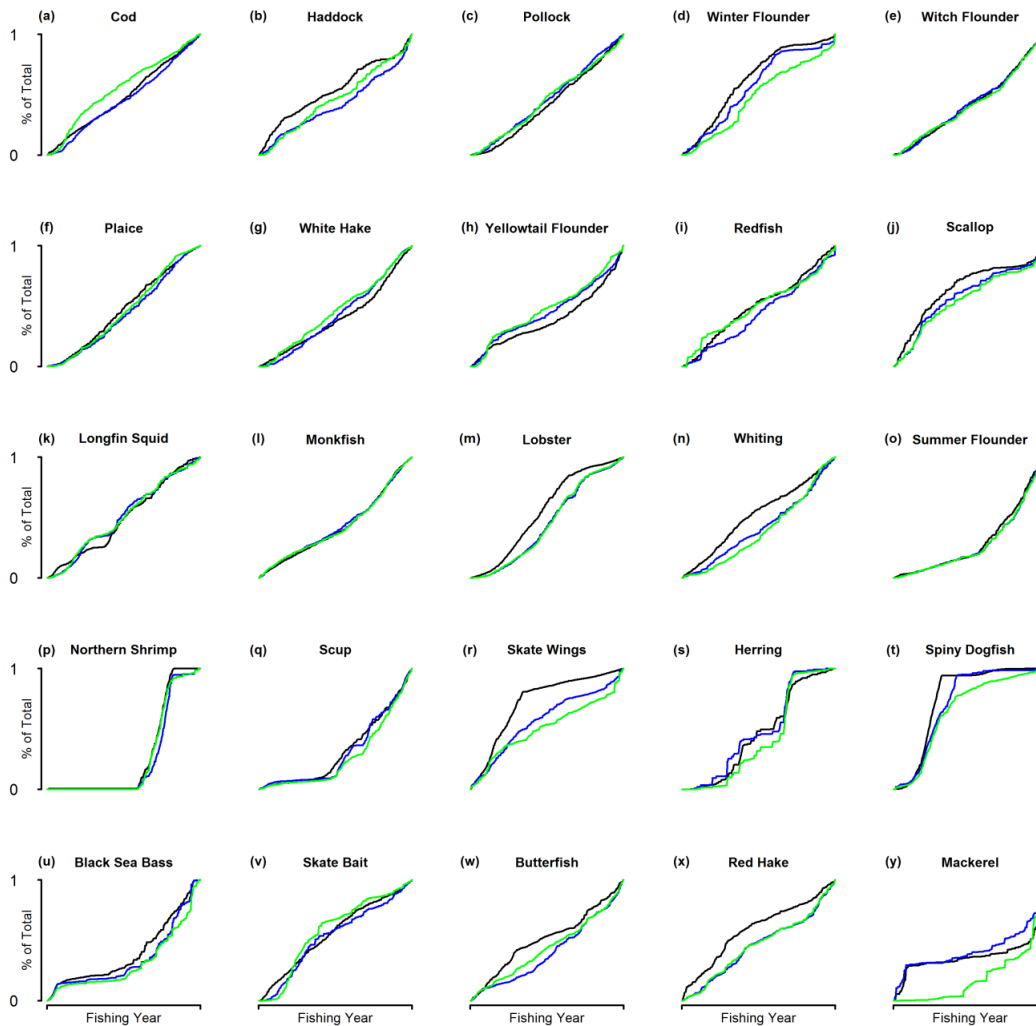 (a) Cod
(b) Haddock
(c) Pollock
(d) Winter Flounder
(e) Witch Flounder
1
% of Total
0
(f) Plaice
(g) White Hake
(h) Yellowtail Flounder
(i) Redfish
(j) Scallop
1
% of Total
0
(k) Longfin Squid
(l) Monkfish
(m) Lobster
(n) Whiting
(o) Summer Flounder
1
% of Total
0
(p) Northern Shrimp
(q) Scup
(r) Skate Wings
(s) Herring
(t) Spiny Dogfish
1
% of Total
0
(u) Black Sea Bass
(v) Skate Bait
(w) Butterfish
(x) Red Hake
(y) Mackerel
1
% of Total
0
Fishing Year
Fishing Year
Fishing Year
Fishing Year
Fishing Year